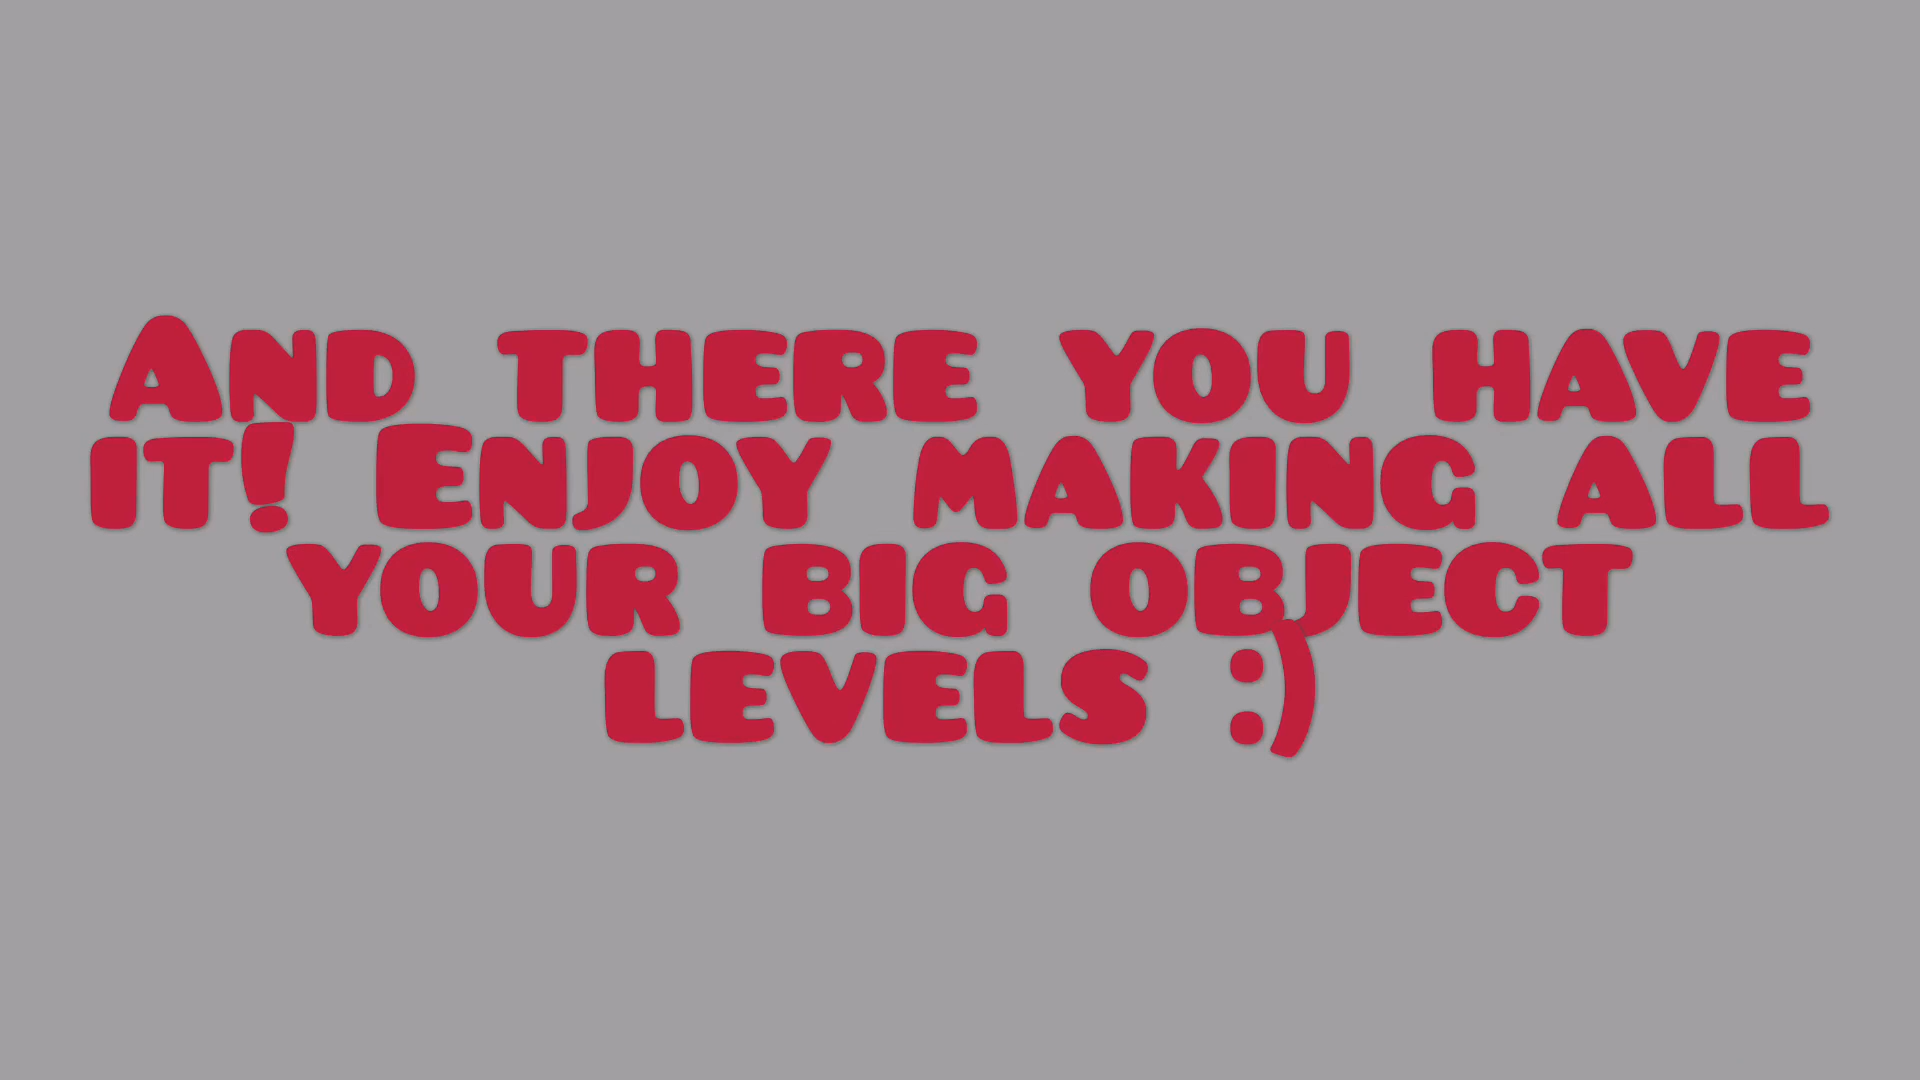 And there you have
it! Enjoy making all
your big object
levels :)